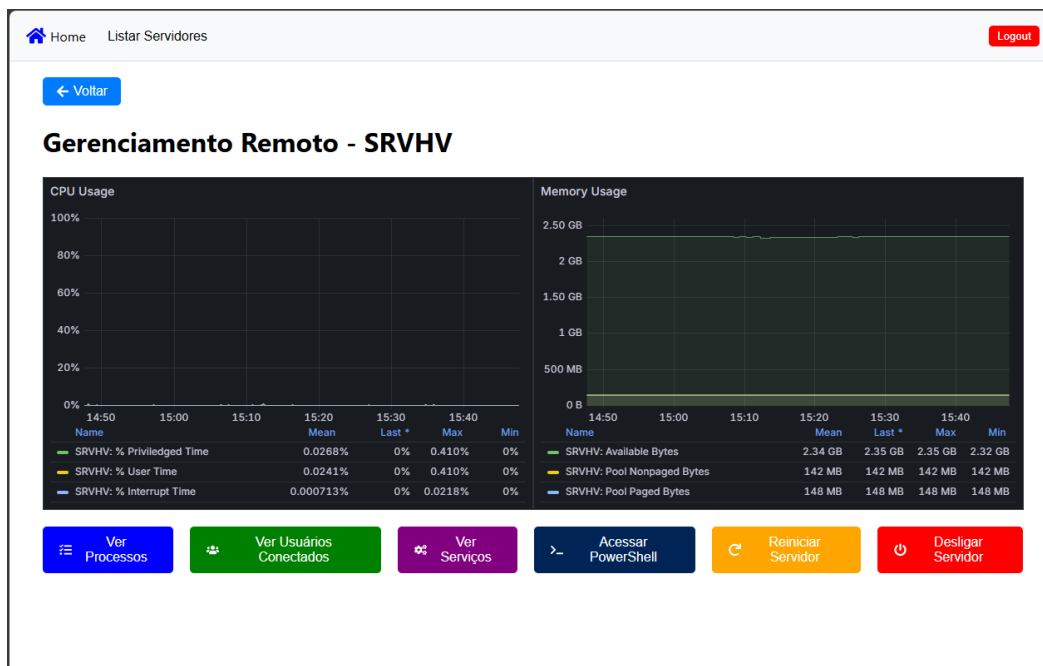 Home Listar Servidores Logout
Voltar
Gerenciamento Remoto - SRVHV
CPU Usage
100%
80%
60%
40%
20%
0%
14:50 15:00 15:10 15:20 15:30 15:40
Name Mean Last * Max Min
SRVHV: % Priviledged Time 0.0268% 0% 0.410% 0%
SRVHV: % User Time 0.0241% 0% 0.410% 0%
SRVHV: % Interrupt Time 0.000713% 0% 0.0218% 0%
Memory Usage
2.50 GB
2 GB
1.50 GB
1 GB
500 MB
0 B
14:50 15:00 15:10 15:20 15:30 15:40
Name Mean Last * Max Min
SRVHV: Available Bytes 2.34 GB 2.35 GB 2.35 GB 2.32 GB
SRVHV: Pool Nonpaged Bytes 142 MB 142 MB 142 MB 142 MB
SRVHV: Pool Paged Bytes 148 MB 148 MB 148 MB 148 MB
Ver
Processos
Ver Usuários
Conectados
Ver
Serviços
Acessar
PowerShell
Reiniciar
Servidor
Desligar
Servidor